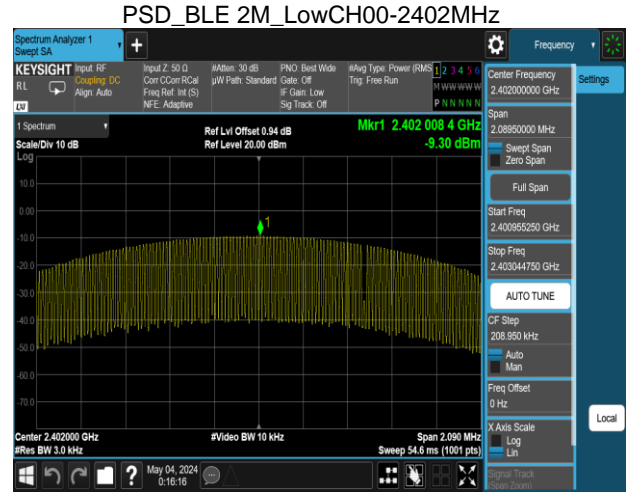 PSD_BLE 2M_LowCH00-2402MHz
Spectrum Analyzer 1
Swept SA
+
Frequency
KEYSIGHT
RL
Input: RF
Coupling: DC
Align: Auto
Input Z: 50 Ω
Corr CCorr RCal
Freq Ref: Int (S)
NFE: Adaptive
#Atten: 30 dB
µW Path: Standard
PNO: Best Wide
Gate: Off
IF Gain: Low
Sig Track: Off
#Avg Type: Power (RMS
Trig: Free Run
1 2 3 4 5 6
M W W W W W
P N N N N N
1 Spectrum
Scale/Div 10 dB
Ref Lvl Offset 0.94 dB
Ref Level 20.00 dBm
Mkr1 2.402 008 4 GHz
-9.30 dBm
Log
10.0
0.00
-10.0
-20.0
-30.0
-40.0
-50.0
-60.0
-70.0
1
Center 2.402000 GHz
#Res BW 3.0 kHz
#Video BW 10 kHz
Span 2.090 MHz
Sweep 54.6 ms (1001 pts)
Center Frequency
2.402000000 GHz
Settings
Span
2.08950000 MHz
Swept Span
Zero Span
Full Span
Start Freq
2.400955250 GHz
Stop Freq
2.403044750 GHz
AUTO TUNE
CF Step
208.950 kHz
Auto
Man
Freq Offset
0 Hz
X Axis Scale
Log
Lin
Local
Signal Track
(Span Zoom)
?
May 04, 2024
0:16:16